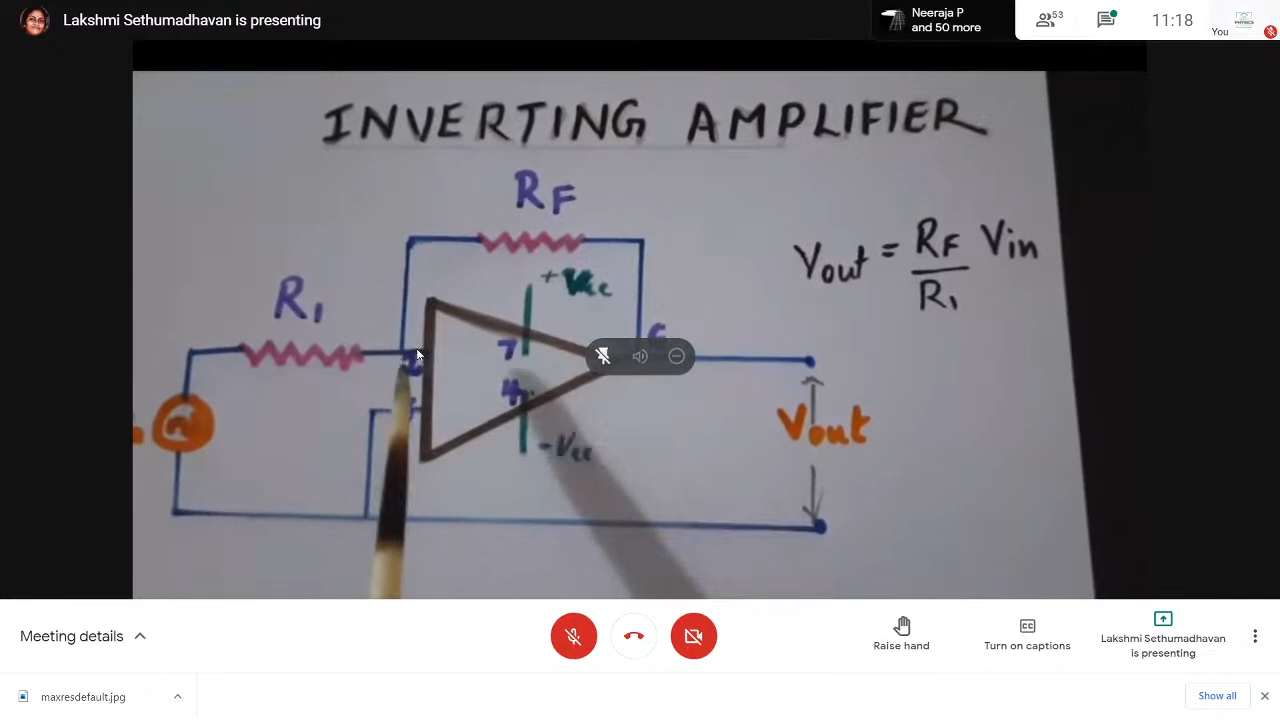 Lakshmi Sethumadhavan is presenting
Neeraja P
and 50 more
53
11:18
You
INVERTING AMPLIFIER
RF
Vout = RF Vin
R1
+Vcc
R1
7
6
2
4
Vout
-Vcc
Meeting details
Raise hand
Turn on captions
Lakshmi Sethumadhavan
is presenting
maxresdefault.jpg
Show all